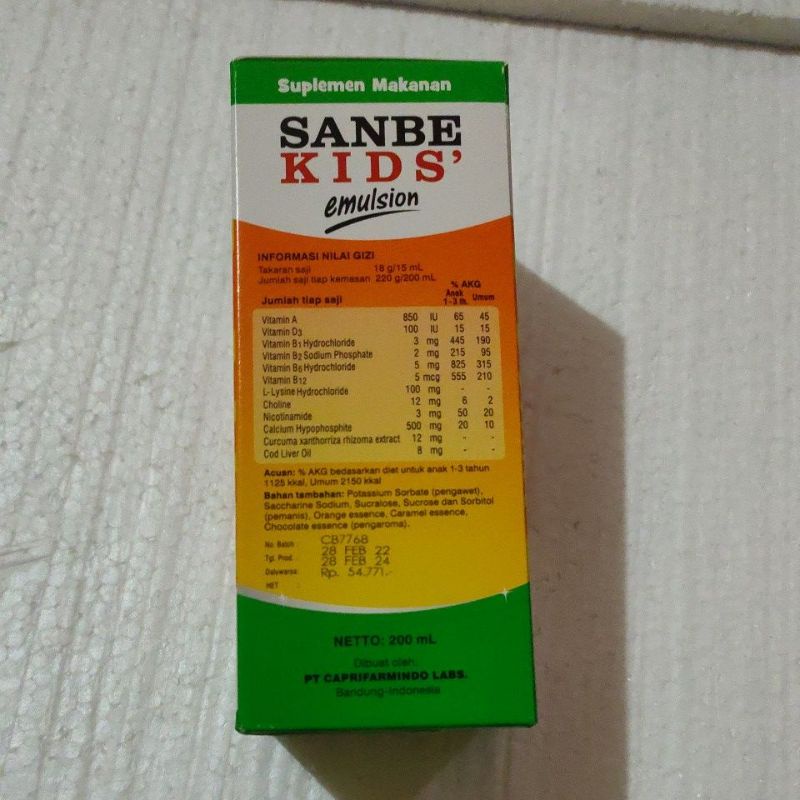 Suplemen Makanan
SANBE
KIDS'
emulsion
INFORMASI NILAI GIZI
Takaran saji 18 g/15 mL
Jumlah saji tiap kemasan 220 g/200 mL
% AKG
Jumlah tiap saji Anak 1-3 th. Umum
Vitamin A 850 IU 65 45
Vitamin D3 100 IU 15 15
Vitamin B1 Hydrochloride 3 mg 445 190
Vitamin B2 Sodium Phosphate 2 mg 215 95
Vitamin B6 Hydrochloride 5 mg 825 315
Vitamin B12 5 mcg 555 210
L-Lysine Hydrochloride 100 mg - -
Choline 12 mg 6 2
Nicotinamide 3 mg 50 20
Calcium Hypophosphite 500 mg 20 10
Curcuma xanthorriza rhizoma extract 12 mg - -
Cod Liver Oil 8 mg - -
Acuan: % AKG bedasarkan diet untuk anak 1-3 tahun
1125 kkal, Umum 2150 kkal
Bahan tambahan: Potassium Sorbate (pengawet),
Saccharine Sodium, Sucralose, Sucrose dan Sorbitol
(pemanis), Orange essence, Caramel essence,
Chocolate essence (pengaroma).
No. Batch : CB7768
Tgl. Prod. : 28 FEB 22
Daluwarsa : 28 FEB 24
HET : Rp. 54.771,-
NETTO: 200 mL
Dibuat oleh:
PT CAPRIFARMINDO LABS.
Bandung-Indonesia